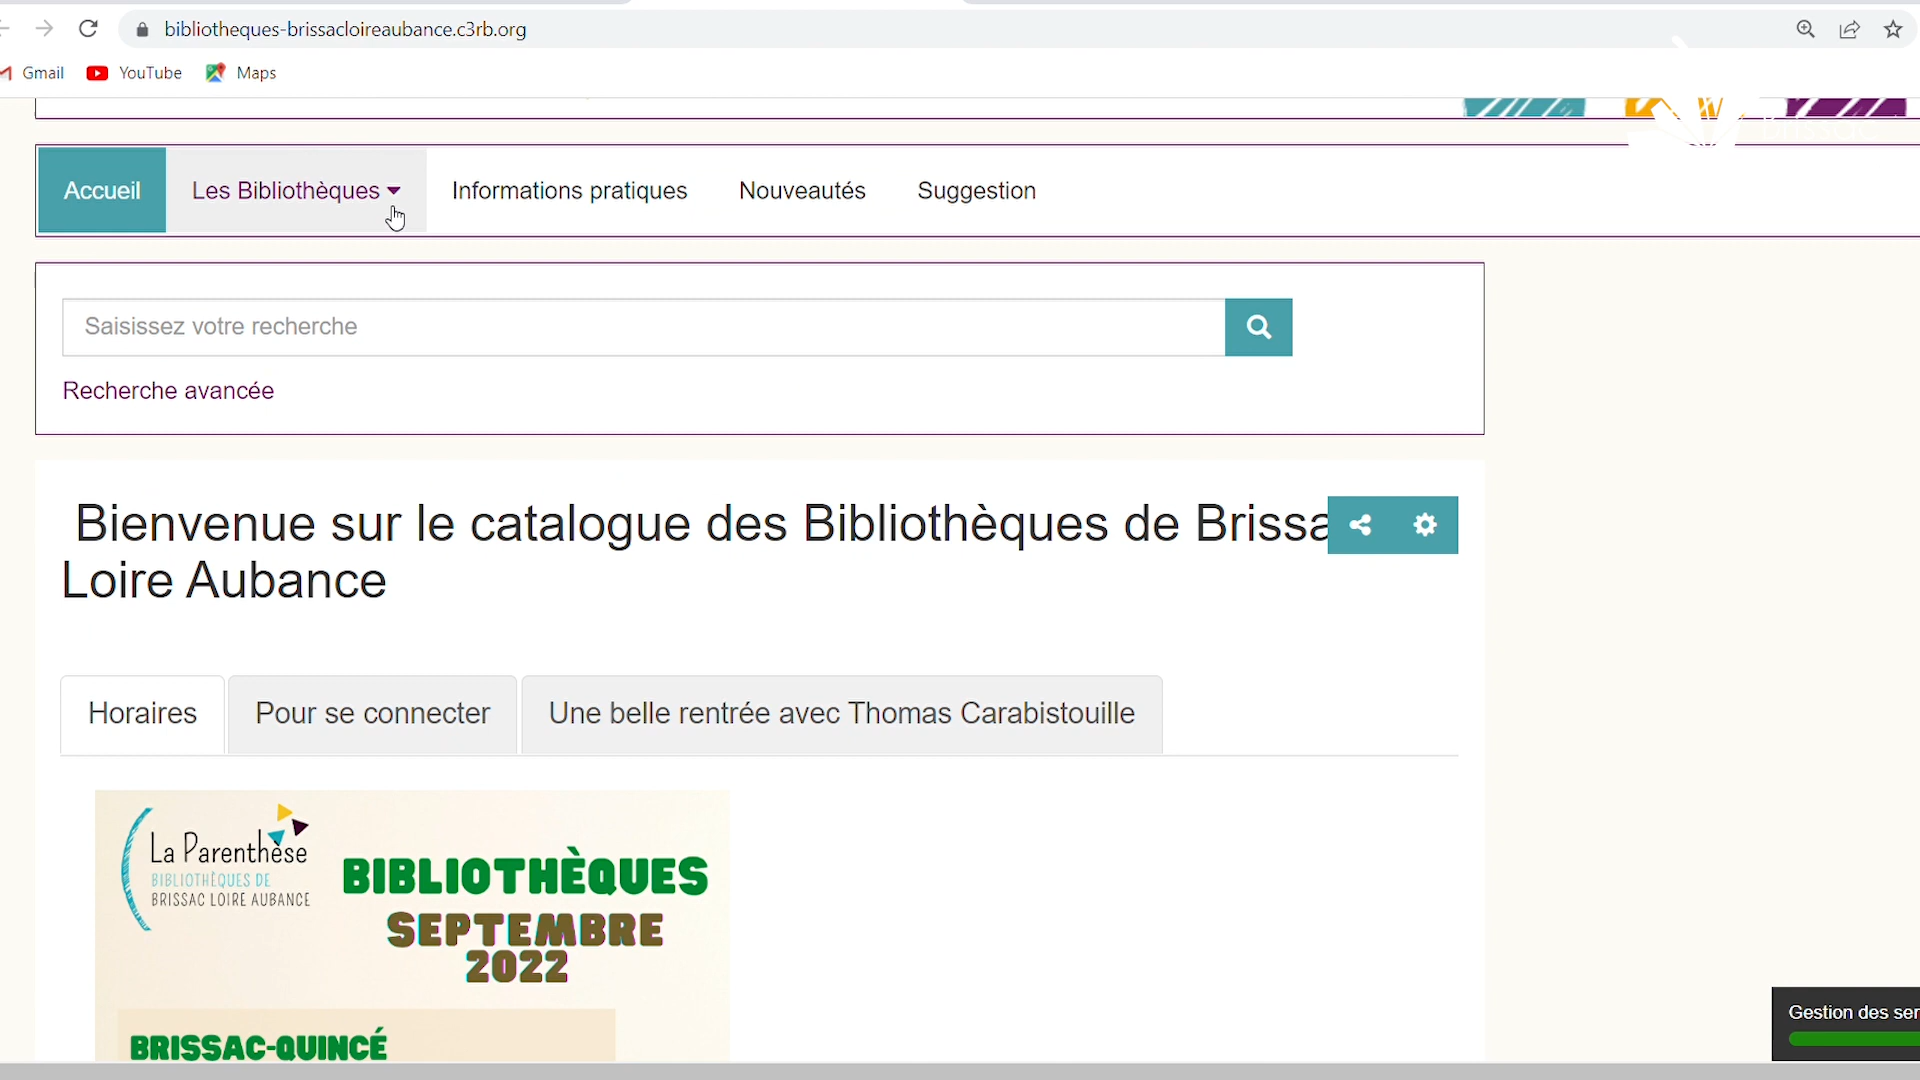 bibliotheques-brissacloireaubance.c3rb.org
Gmail YouTube Maps
Accueil Les Bibliothèques Informations pratiques Nouveautés Suggestion
Saisissez votre recherche
Recherche avancée
Bienvenue sur le catalogue des Bibliothèques de Brissa
Loire Aubance
Horaires Pour se connecter Une belle rentrée avec Thomas Carabistouille
La Parenthèse
BIBLIOTHÈQUES DE
BRISSAC LOIRE AUBANCE
BIBLIOTHÈQUES
SEPTEMBRE
2022
BRISSAC-QUINCÉ
Gestion des ser